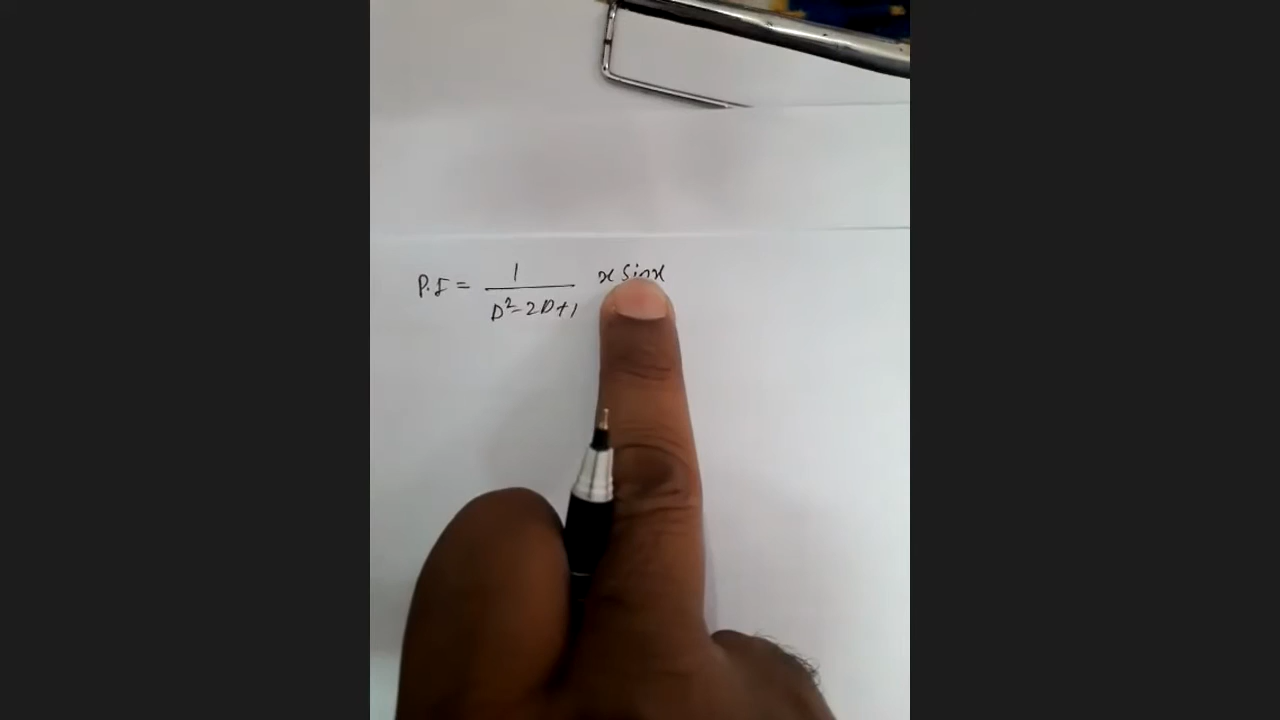 P.I = 1 / D²-2D+1 x sinx